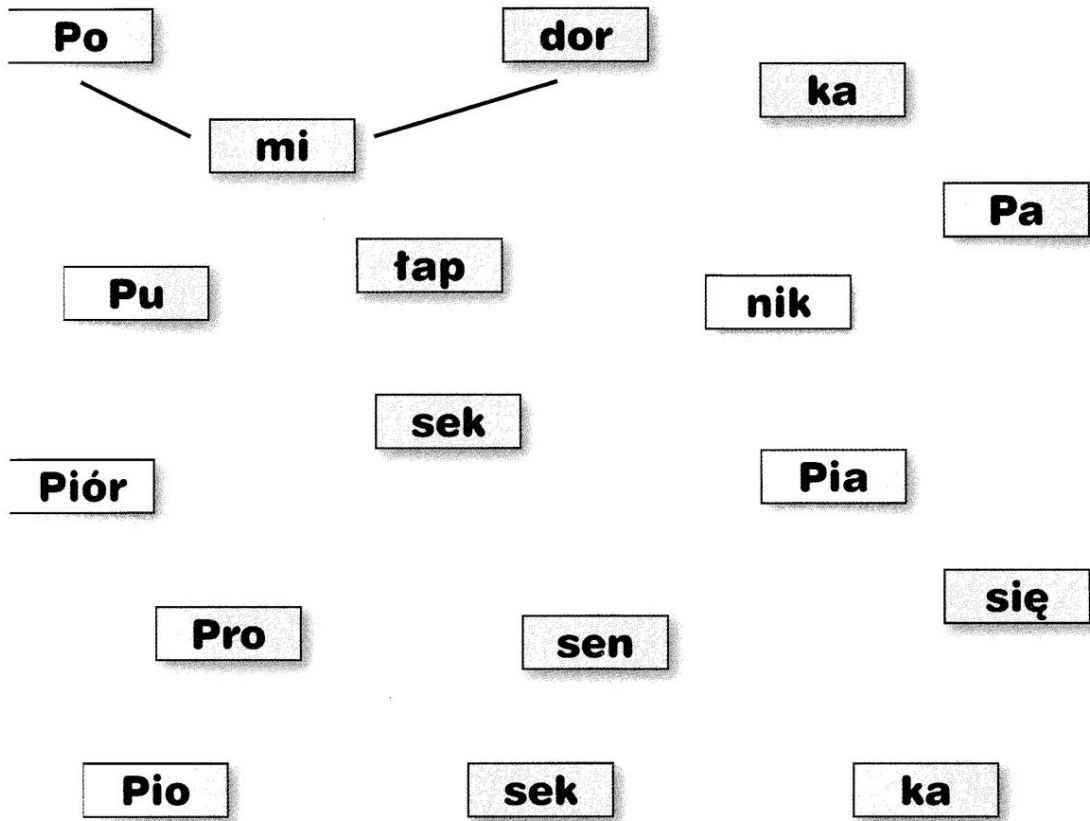 Po
dor
ka
mi
Pa
łap
Pu
nik
sek
Piór
Pia
się
Pro
sen
Pio
sek
ka